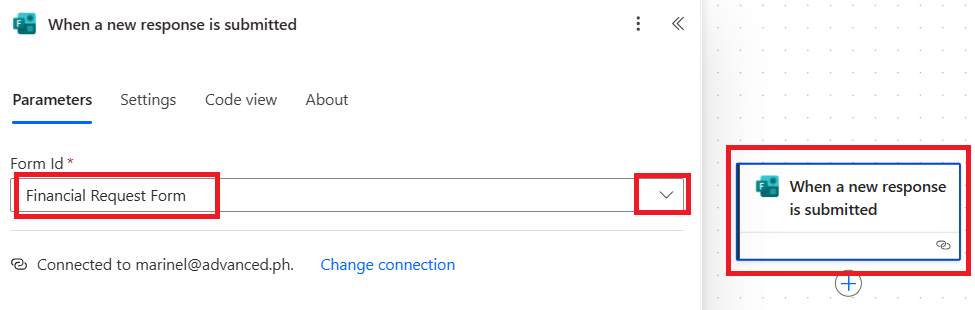 When a new response is submitted
Parameters Settings Code view About
Form Id *
Financial Request Form
Connected to marinel@advanced.ph. Change connection
When a new response
is submitted